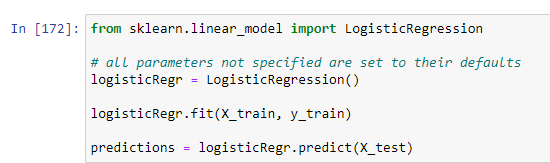 In [172]: from sklearn.linear_model import LogisticRegression
# all parameters not specified are set to their defaults
logisticRegr = LogisticRegression()
logisticRegr.fit(X_train, y_train)
predictions = logisticRegr.predict(X_test)